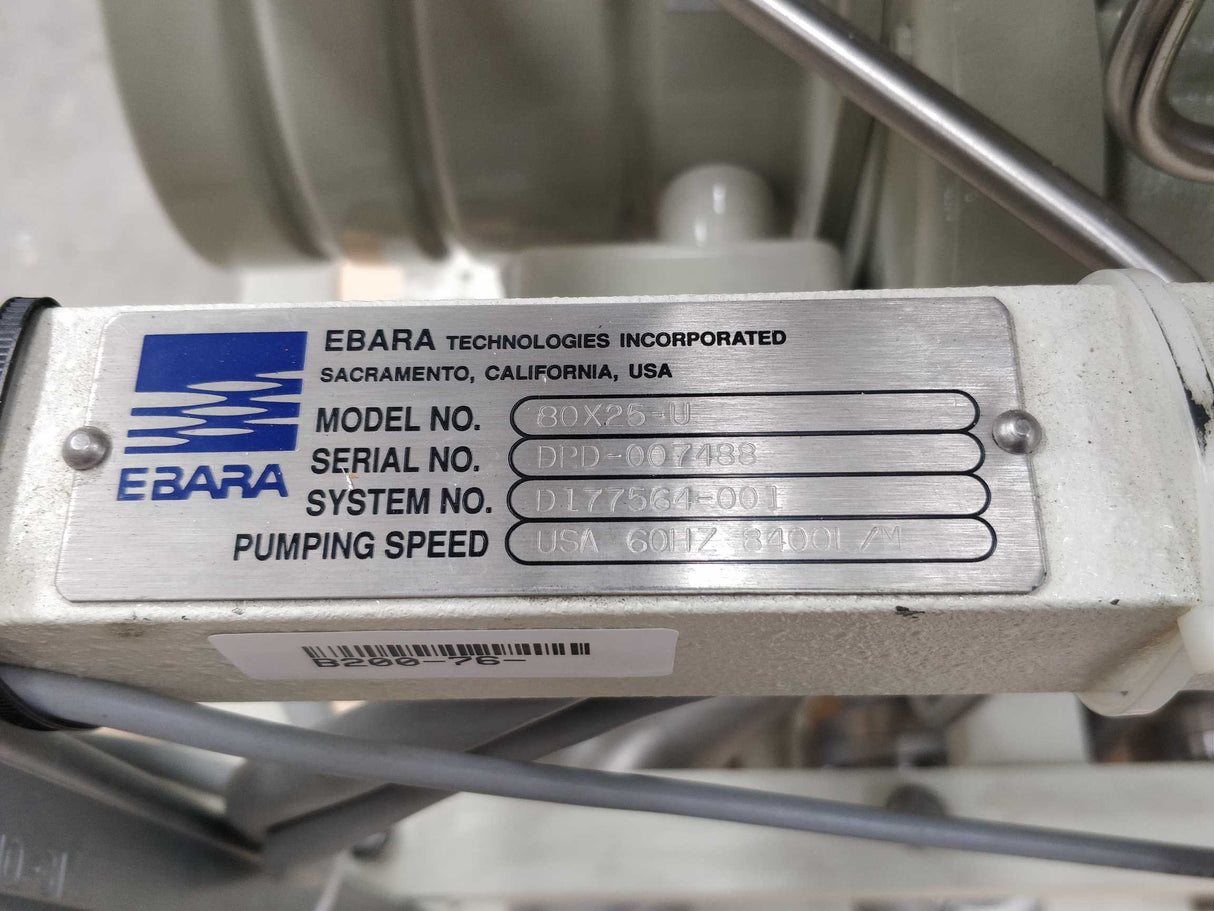 EBARA TECHNOLOGIES INCORPORATED
SACRAMENTO, CALIFORNIA, USA
EBARA
MODEL NO. 80X25-U
SERIAL NO. DPD-007488
SYSTEM NO. D177564-001
PUMPING SPEED USA 60HZ 8400L/M
B200-76-